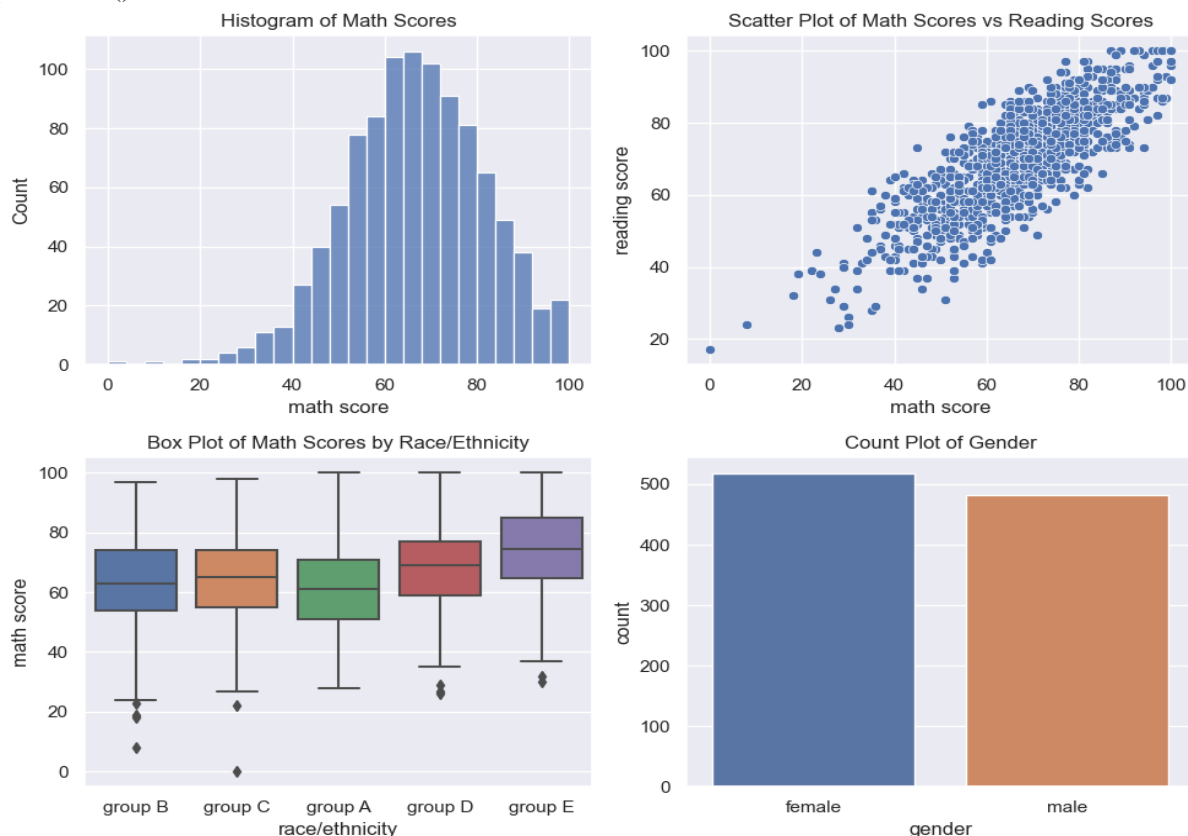 ()
Histogram of Math Scores
100
80
60
40
20
0
Count
0 20 40 60 80 100
math score
Scatter Plot of Math Scores vs Reading Scores
100
80
60
40
20
reading score
0 20 40 60 80 100
math score
Box Plot of Math Scores by Race/Ethnicity
100
80
60
40
20
0
math score
group B group C group A group D group E
race/ethnicity
Count Plot of Gender
500
400
300
200
100
0
count
female male
gender